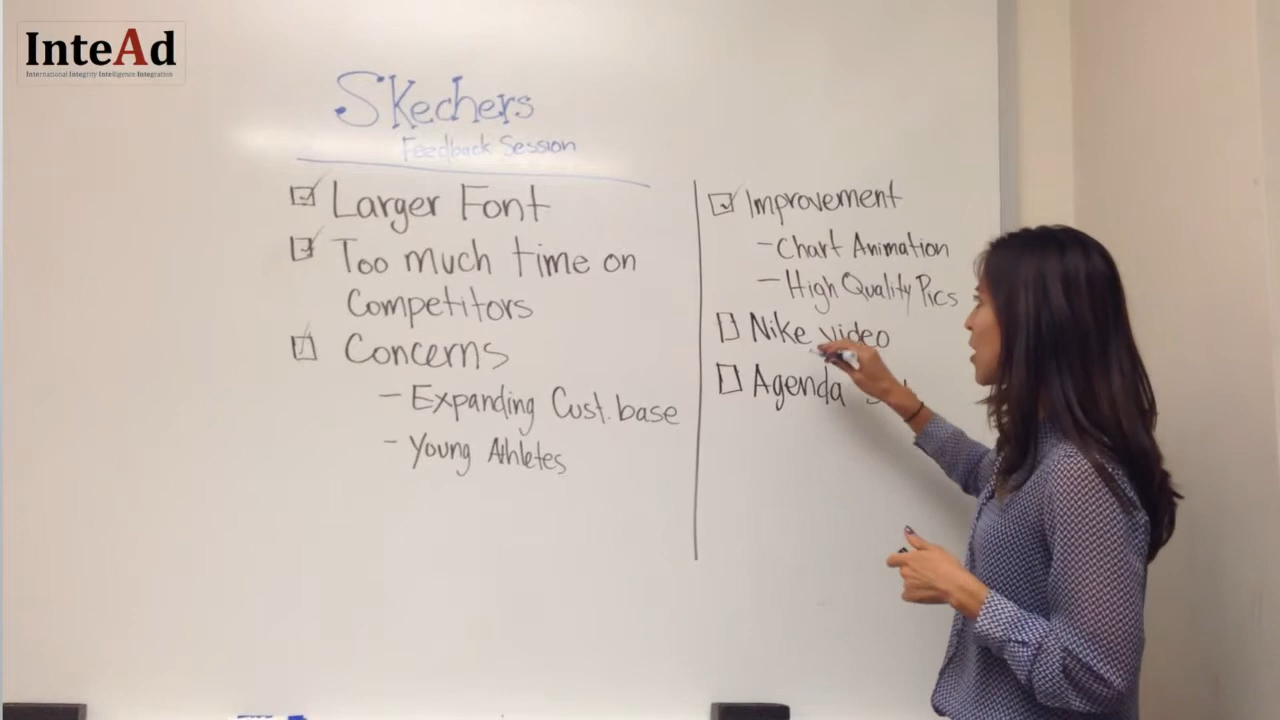 InteAd
International Integrity Intelligence Integration
Skechers
Feedback Session
Larger Font
Too much time on
Competitors
Concerns
- Expanding Cust. base
- Young Athletes
Improvement
- Chart Animation
- High Quality Pics
Nike video
Agenda